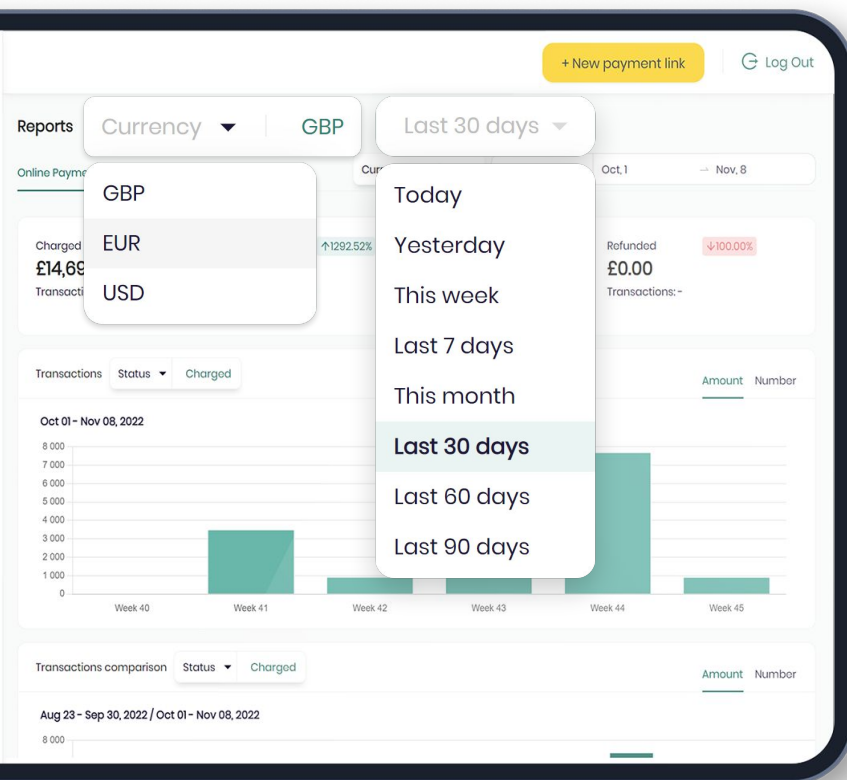 + New payment link
Log Out
Reports
Currency
GBP
Last 30 days
Online
Oct, 1 → Nov, 8
GBP
EUR
USD
Today
Yesterday
This week
Last 7 days
This month
Last 30 days
Last 60 days
Last 90 days
Charged
↑1292.52%
Refunded
↓100.00%
£0.00
Transactions: -
Transactions
Status
Charged
Amount
Number
Oct 01 - Nov 08, 2022
8 000
7 000
6 000
5 000
4 000
3 000
2 000
1 000
0
Week 40
Week 41
Week 42
Week 43
Week 44
Week 45
Transactions comparison
Status
Charged
Amount
Number
Aug 23 - Sep 30, 2022 / Oct 01 - Nov 08, 2022
8 000